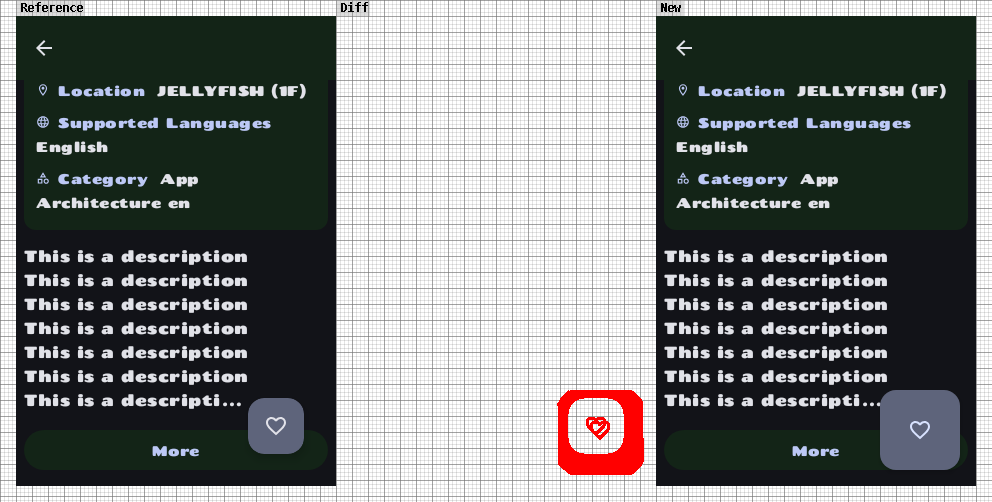 Reference
Diff
New
Location JELLYFISH (1F)
Supported Languages
English
Category App
Architecture en
This is a description
This is a description
This is a description
This is a description
This is a description
This is a description
This is a descripti...
More
Location JELLYFISH (1F)
Supported Languages
English
Category App
Architecture en
This is a description
This is a description
This is a description
This is a description
This is a description
This is a description
This is a descripti...
More